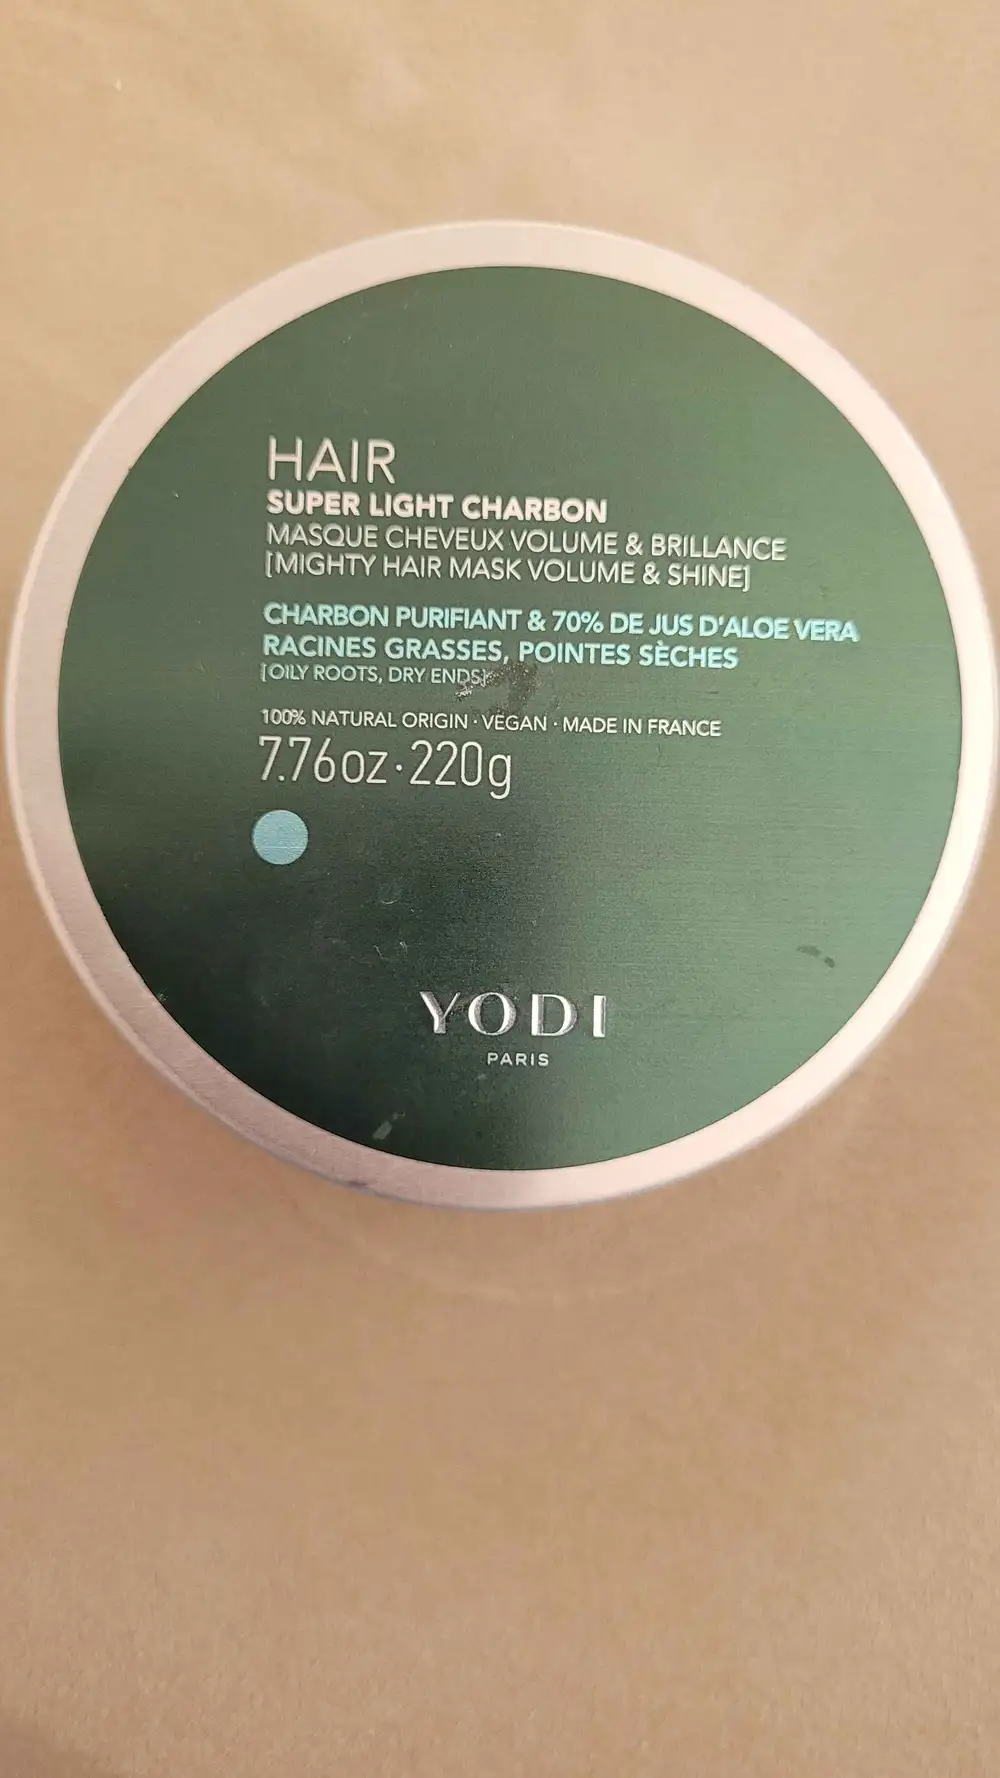 HAIR
SUPER LIGHT CHARBON
MASQUE CHEVEUX VOLUME & BRILLANCE
[MIGHTY HAIR MASK VOLUME & SHINE]
CHARBON PURIFIANT & 70% DE JUS D'ALOE VERA
RACINES GRASSES, POINTES SÈCHES
[OILY ROOTS, DRY ENDS]
100% NATURAL ORIGIN · VEGAN · MADE IN FRANCE
7.76oz · 220g
YODI
PARIS